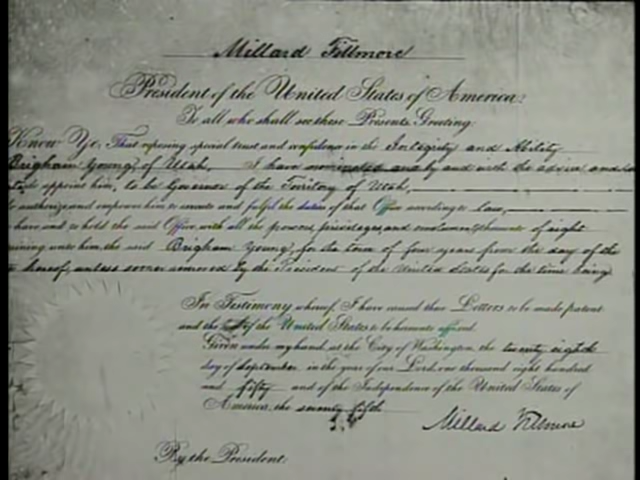 Millard Fillmore
President of the United States of America.
To all who shall see these Presents Greeting:
Know Ye. That reposing special trust and confidence in the Integrity and Ability
Brigham Young, of Utah, I have nominated and by and with the advice and
appoint him, to be Governor of the Territory of Utah,
authorize and empower him to execute and fulfil the duties of that Office according to law,
have and to hold the said Office, with all the powers, privileges, and emoluments of right
unto him, the said Brigham Young, for the term of four years from the day of the
hereof, unless sooner removed by the President of the United States for the time being
In Testimony whereof, I have caused these Letters to be made patent
and the Seal of the United States to be hereunto affixed.
Given under my hand, at the City of Washington, the twenty eighth
day of September in the year of our Lord, one thousand eight hundred
and fifty and of the Independence of the United States of
America, the seventy fifth
Millard Fillmore
By the President: